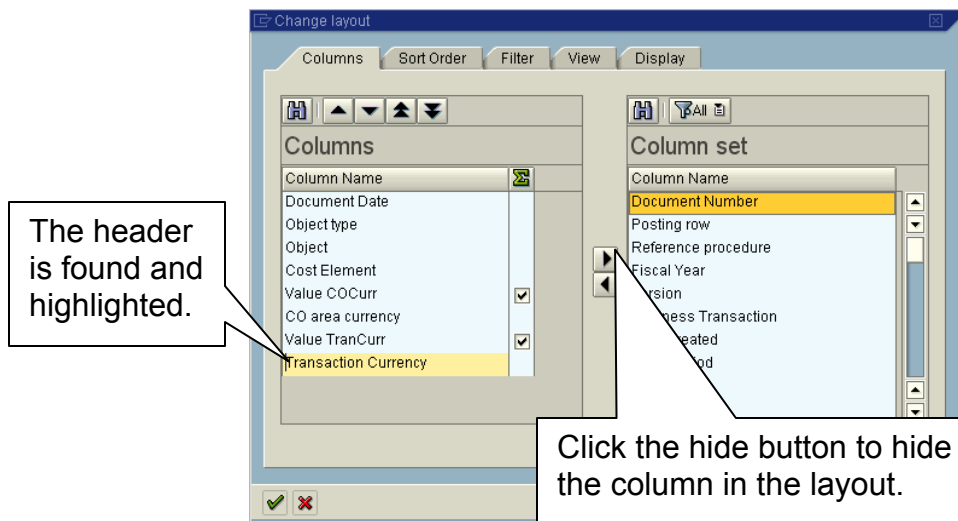 Change layout
Columns Sort Order Filter View Display
The header
is found and
highlighted.
Columns
Column Name
Document Date
Object type
Object
Cost Element
Value COCurr
CO area currency
Value TranCurr
Transaction Currency
All
Column set
Column Name
Document Number
Posting row
Reference procedure
Fiscal Year
Click the hide button to hide
the column in the layout.